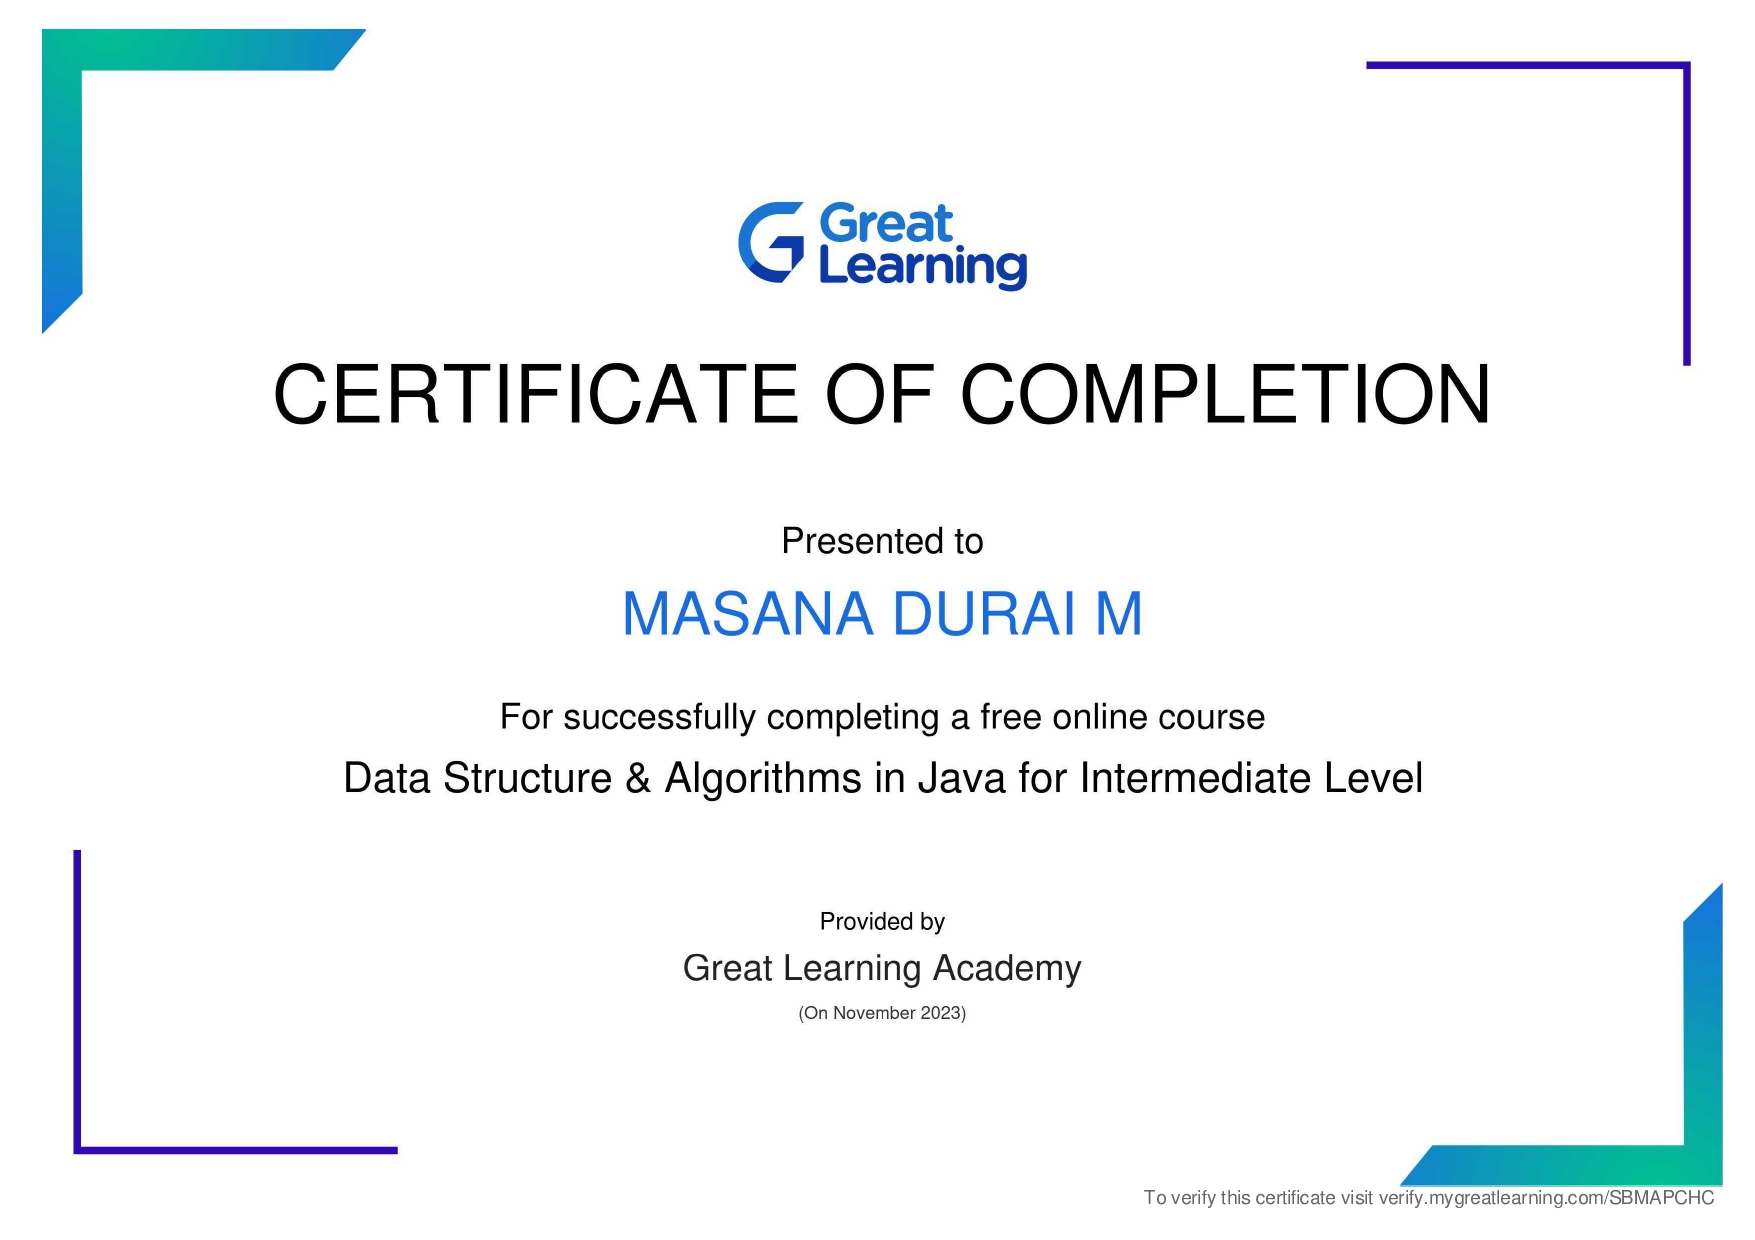 Great
Learning
CERTIFICATE OF COMPLETION
Presented to
MASANA DURAI M
For successfully completing a free online course
Data Structure & Algorithms in Java for Intermediate Level
Provided by
Great Learning Academy
(On November 2023)
To verify this certificate visit verify.mygreatlearning.com/SBMAPCHC